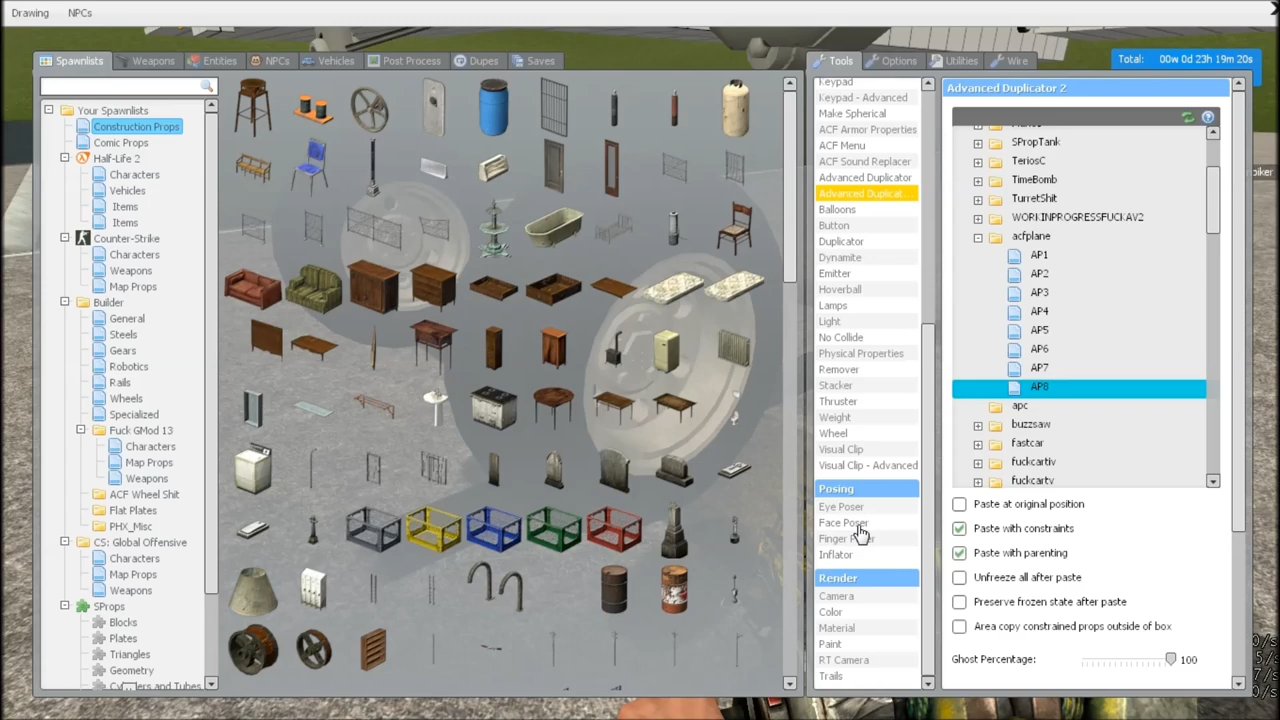 Drawing NPCs
Spawnlists Weapons Entities NPCs Vehicles Post Process Dupes Saves
Tools Options Utilities Wire
Total: 00w 0d 23h 19m 20s
Your Spawnlists
Construction Props
Comic Props
Half-Life 2
Characters
Vehicles
Items
Items
Counter-Strike
Characters
Weapons
Map Props
Builder
General
Steels
Gears
Robotics
Rails
Wheels
Specialized
Fuck GMod 13
Characters
Map Props
Weapons
ACF Wheel Shit
Flat Plates
PHX_Misc
CS: Global Offensive
Characters
Map Props
Weapons
SProps
Blocks
Plates
Triangles
Geometry
Cylinders and Tubes
Keypad
Keypad - Advanced
Make Spherical
ACF Armor Properties
ACF Menu
ACF Sound Replacer
Advanced Duplicator
Advanced Duplicat...
Balloons
Button
Duplicator
Dynamite
Emitter
Hoverball
Lamps
Light
No Collide
Physical Properties
Remover
Stacker
Thruster
Weight
Wheel
Visual Clip
Visual Clip - Advanced
Posing
Eye Poser
Face Poser
Finger
Inflator
Render
Camera
Color
Material
Paint
RT Camera
Trails
Advanced Duplicator 2
SPropTank
TeriosC
TimeBomb
TurretShit
WORKINPROGRESSFUCK.AV2
acfplane
AP1
AP2
AP3
AP4
AP5
AP6
AP7
AP8
apc
buzzsaw
fastcar
fuckcartiv
fuckcartv
Paste at original position
Paste with constraints
Paste with parenting
Unfreeze all after paste
Preserve frozen state after paste
Area copy constrained props outside of box
Ghost Percentage: 100